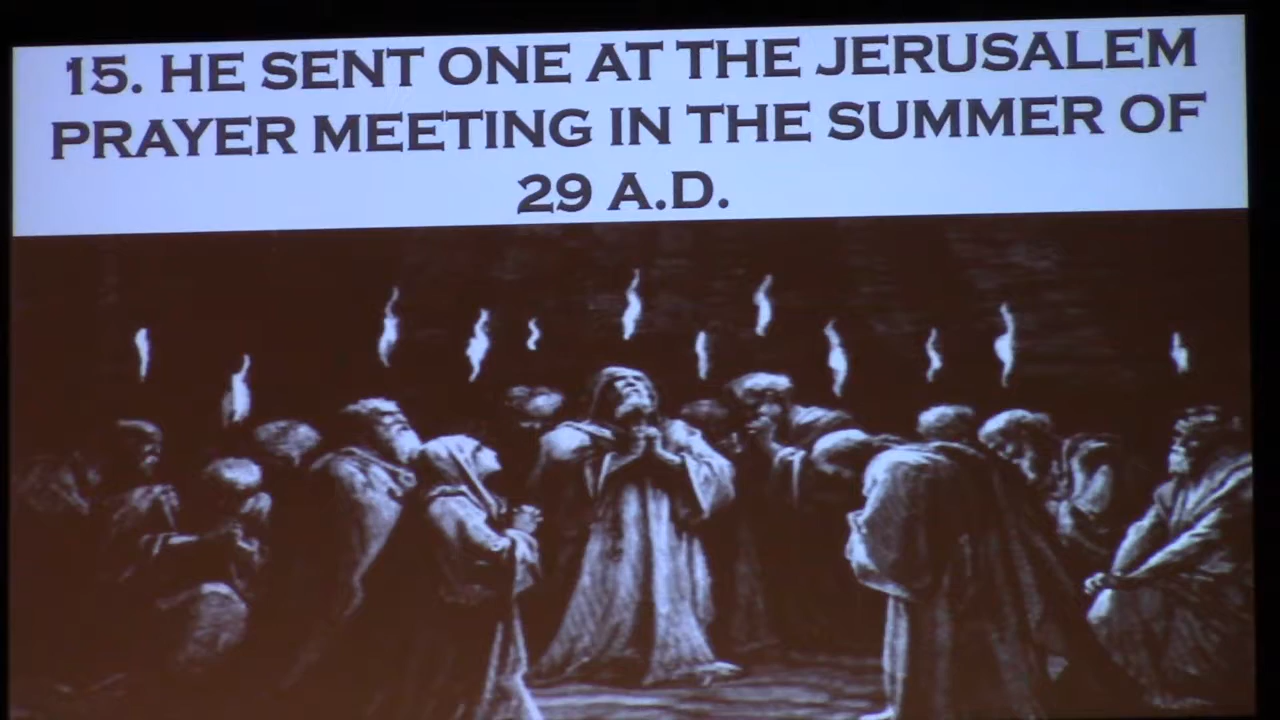 15. HE SENT ONE AT THE JERUSALEM
PRAYER MEETING IN THE SUMMER OF
29 A.D.